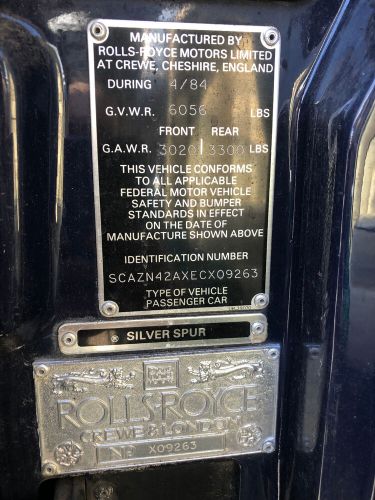 MANUFACTURED BY
ROLLS-ROYCE MOTORS LIMITED
AT CREWE, CHESHIRE, ENGLAND
DURING 4/84
G.V.W.R. 6056 LBS
FRONT REAR
G.A.W.R. 3020 3300 LBS
THIS VEHICLE CONFORMS
TO ALL APPLICABLE
FEDERAL MOTOR VEHICLE
SAFETY AND BUMPER
STANDARDS IN EFFECT
ON THE DATE OF
MANUFACTURE SHOWN ABOVE
IDENTIFICATION NUMBER
SCAZN42AXECX09263
TYPE OF VEHICLE
PASSENGER CAR
® SILVER SPUR
ROLLS-ROYCE
CREWE & LONDON
No X09263